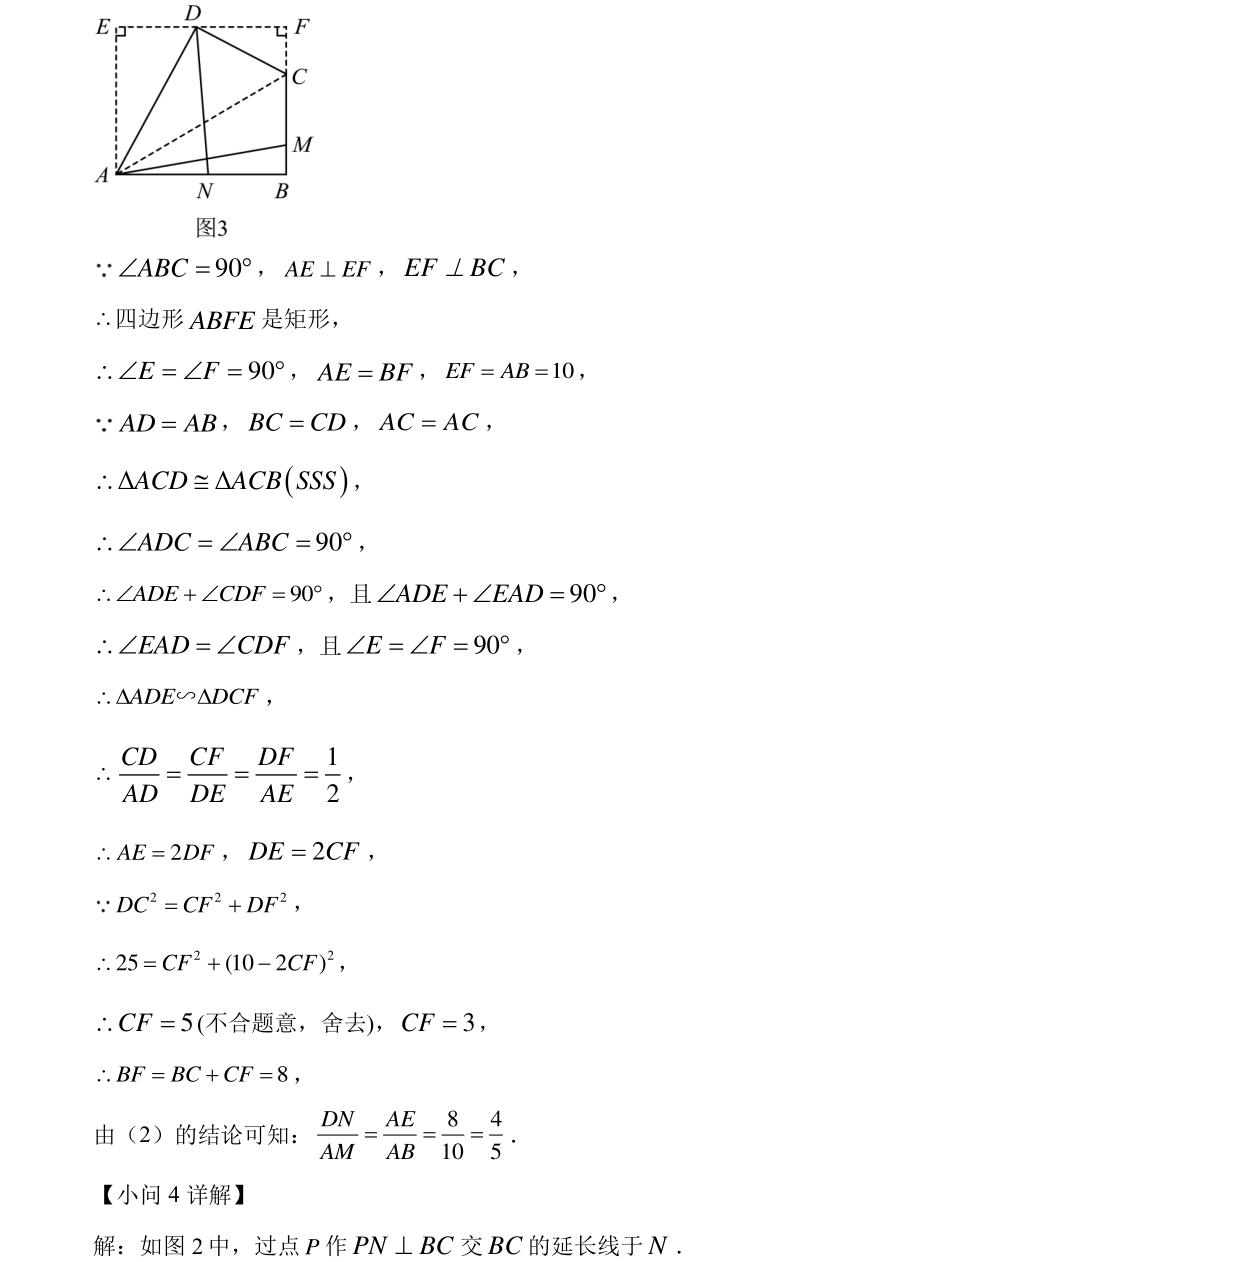 E D F
C
M
A N B
图3
∵∠ABC=90°，AE⊥EF，EF⊥BC，
∴四边形ABFE是矩形，
∴∠E=∠F=90°，AE=BF，EF=AB=10，
∵AD=AB，BC=CD，AC=AC，
∴ΔACD≅ΔACB(SSS)，
∴∠ADC=∠ABC=90°，
∴∠ADE+∠CDF=90°，且∠ADE+∠EAD=90°，
∴∠EAD=∠CDF，且∠E=∠F=90°，
∴ΔADE∽ΔDCF，
∴CD/AD=CF/DE=DF/AE=1/2，
∴AE=2DF，DE=2CF，
∵DC²=CF²+DF²，
∴25=CF²+(10−2CF)²，
∴CF=5(不合题意，舍去)，CF=3，
∴BF=BC+CF=8，
由（2）的结论可知：DN/AM=AE/AB=8/10=4/5．
【小问4详解】
解：如图2中，过点P作PN⊥BC交BC的延长线于N．